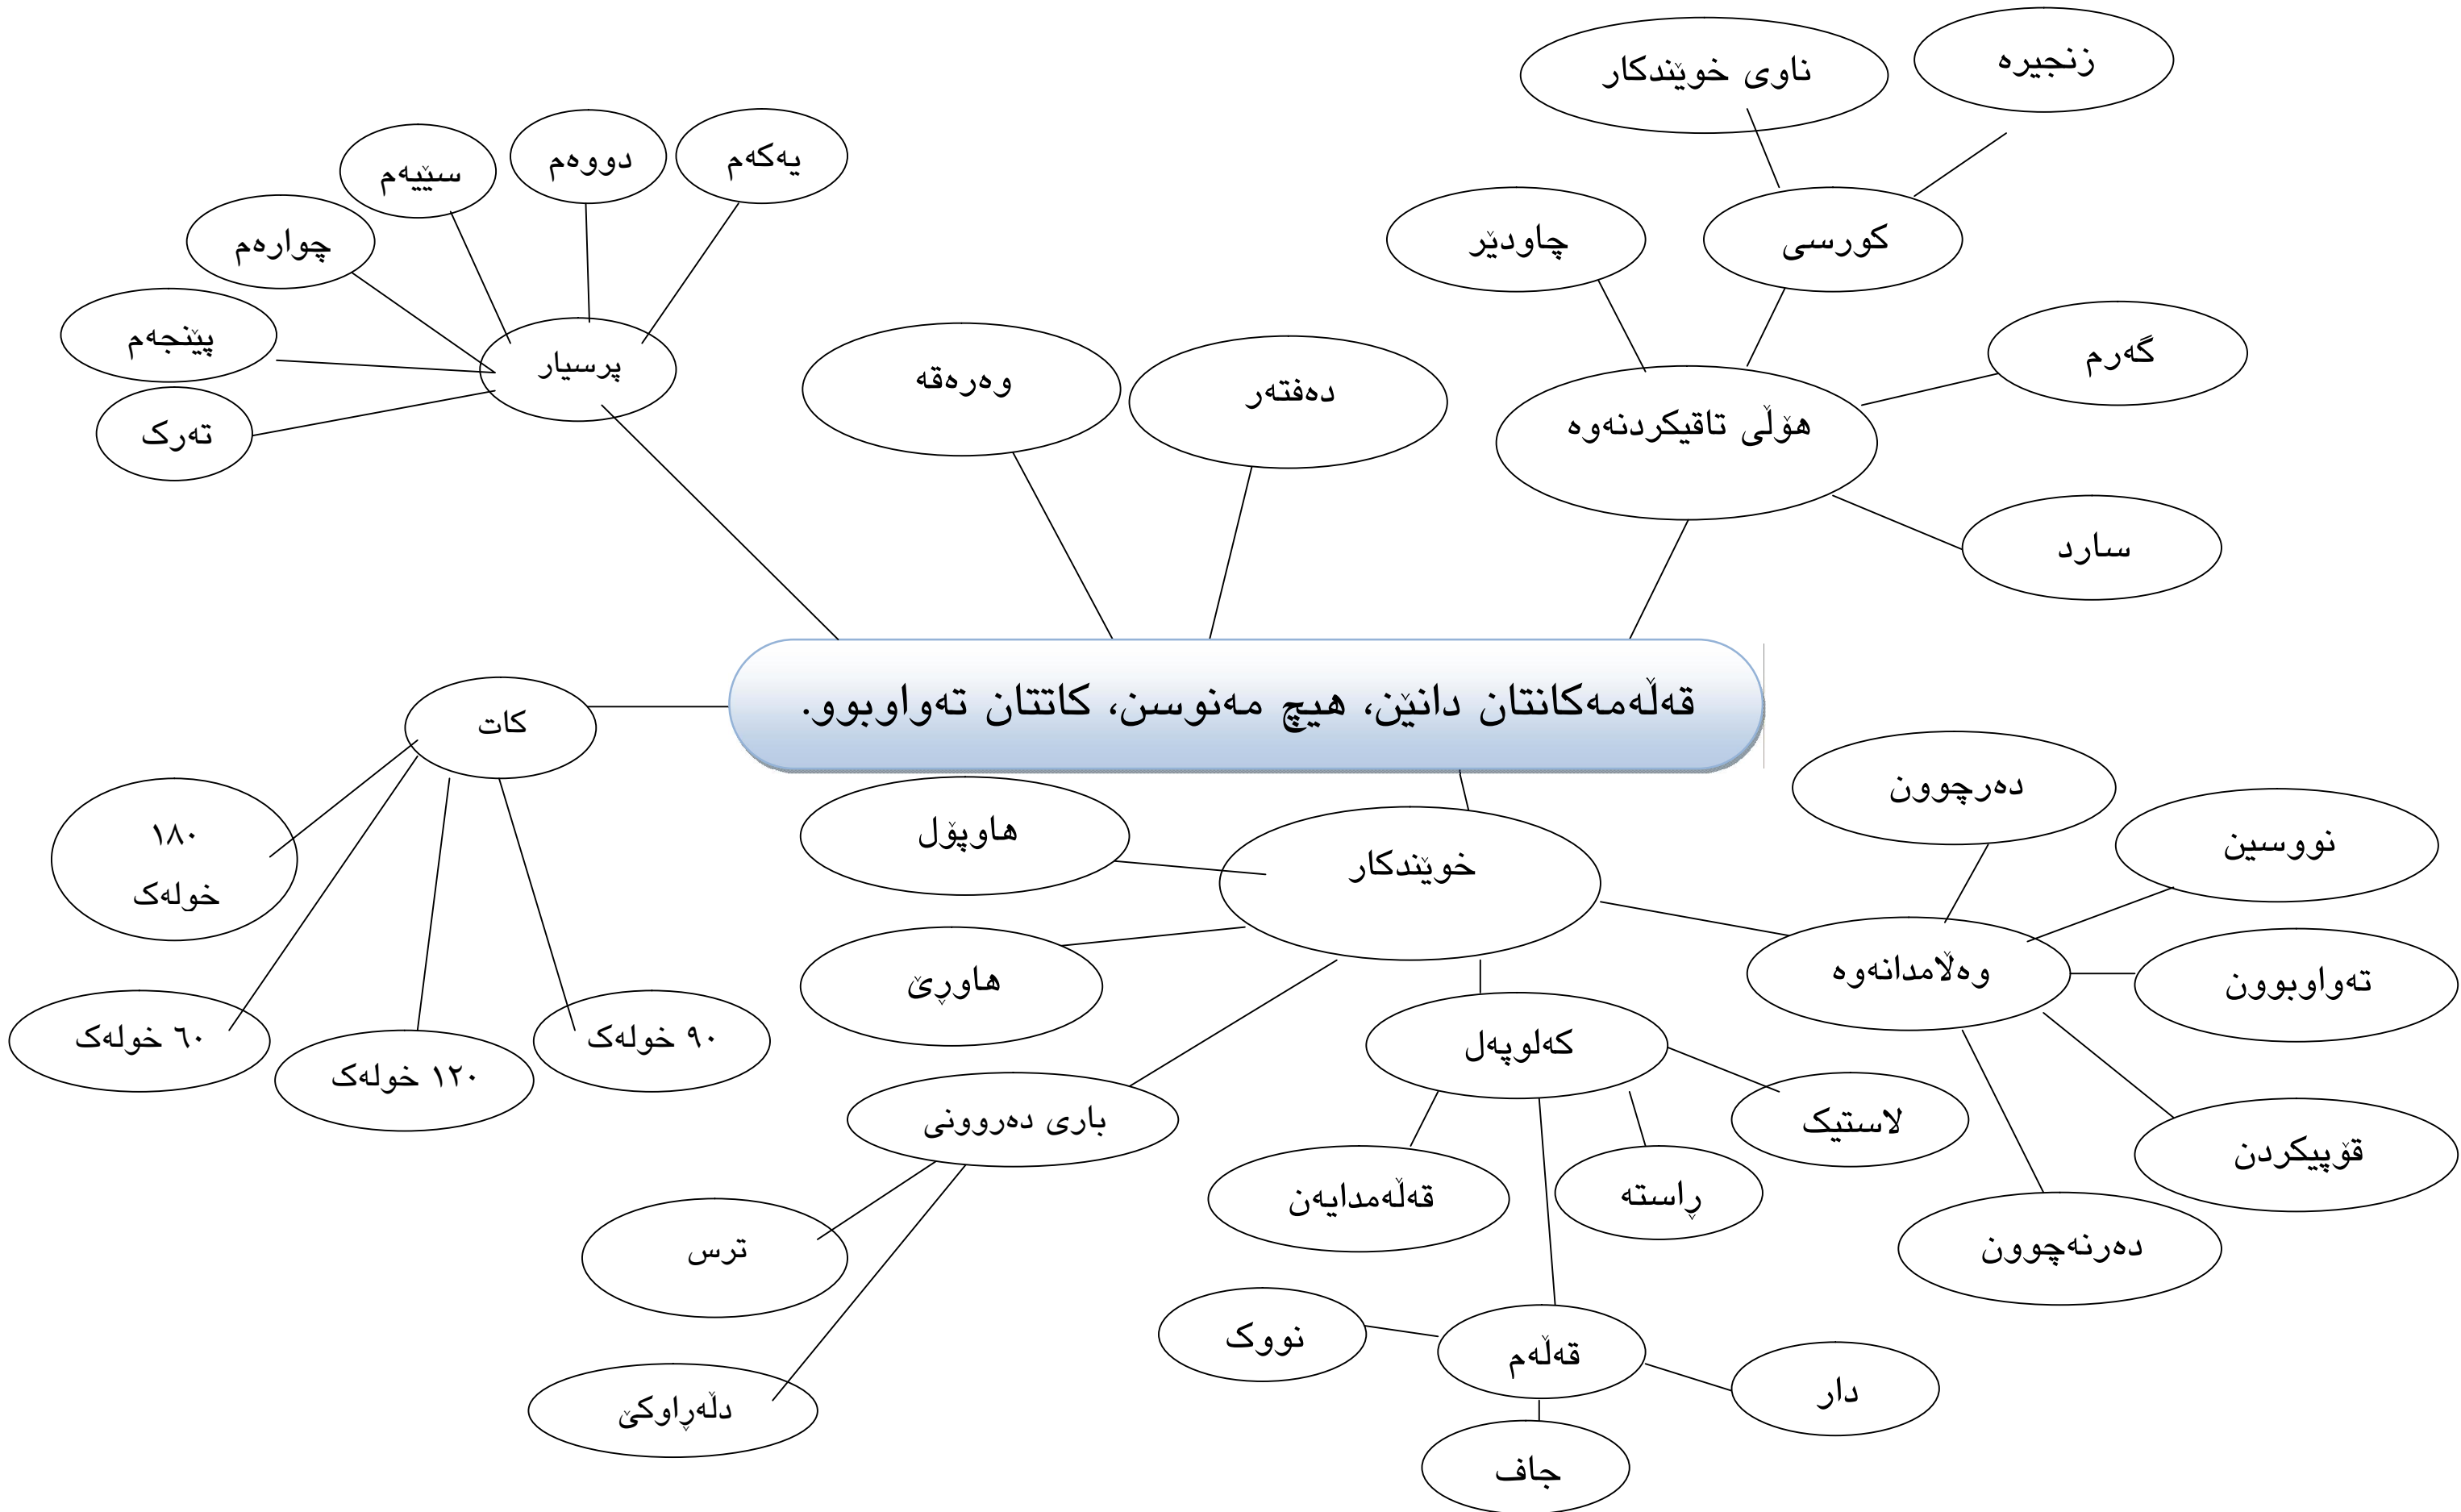 ناوی خوێندکار
زنجیرە
یەکەم
دووەم
سێیەم
چوارەم
پێنجەم
تەرک
پرسیار
چاودێر
کورسی
وەرەقە
دەفتەر
هۆڵی تاقیکردنەوە
گەرم
سارد
قەڵەمەکانتان دانێن، هیچ مەنوسن، کاتتان تەواوبوو.
کات
١٨٠
خولەک
٦٠ خولەک
١٢٠ خولەک
٩٠ خولەک
هاوپۆل
خوێندکار
هاوڕێ
دەرچوون
نووسین
وەڵامدانەوە
تەواوبوون
قۆپیکردن
دەرنەچوون
کەلوپەل
لاستیک
ڕاستە
قەڵەمدایەن
باری دەروونی
ترس
دڵەڕاوکێ
نووک
قەڵەم
دار
جاف